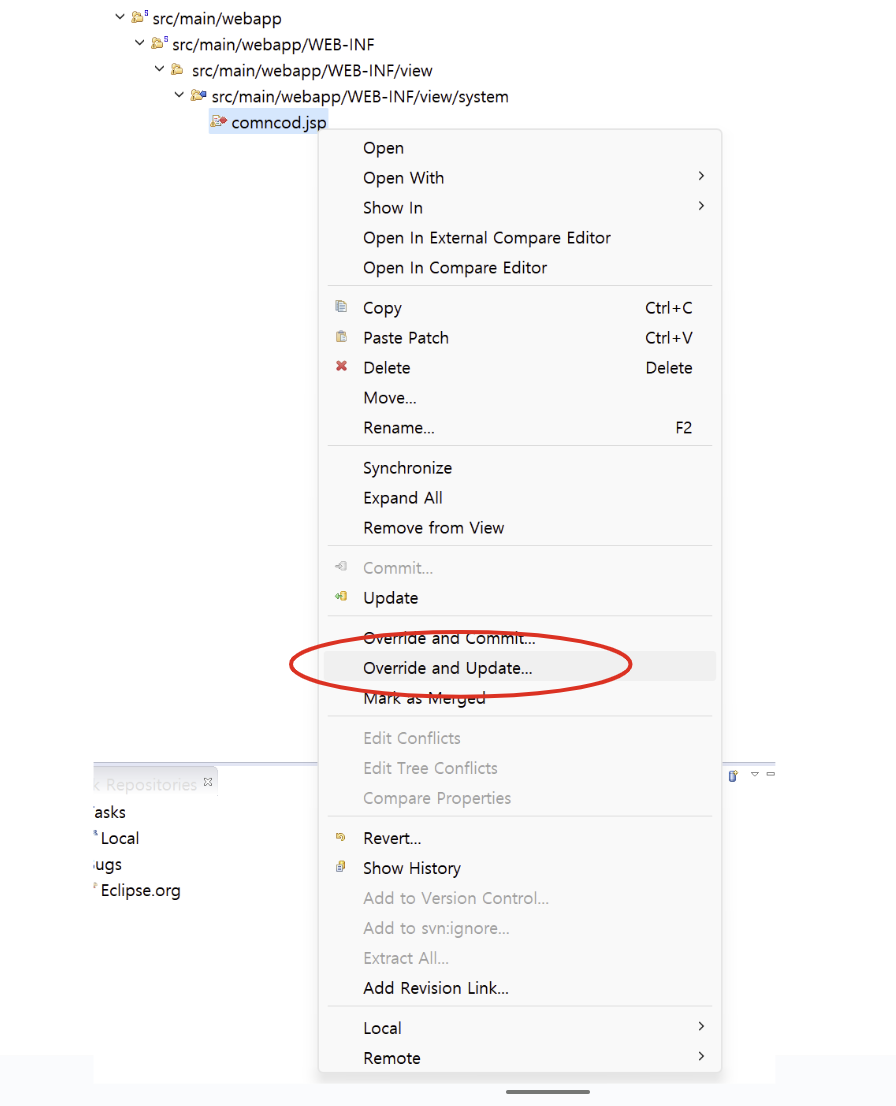 src/main/webapp
src/main/webapp/WEB-INF
src/main/webapp/WEB-INF/view
src/main/webapp/WEB-INF/view/system
comncod.jsp
Open
Open With
Show In
Open In External Compare Editor
Open In Compare Editor
Copy Ctrl+C
Paste Patch Ctrl+V
Delete Delete
Move...
Rename... F2
Synchronize
Expand All
Remove from View
Commit...
Update
Override and Commit...
Override and Update...
Mark as Merged
Edit Conflicts
Edit Tree Conflicts
Compare Properties
Revert...
Show History
Add to Version Control...
Add to svn:ignore...
Extract All...
Add Revision Link...
Local
Remote
k Repositories
asks
Local
ugs
Eclipse.org